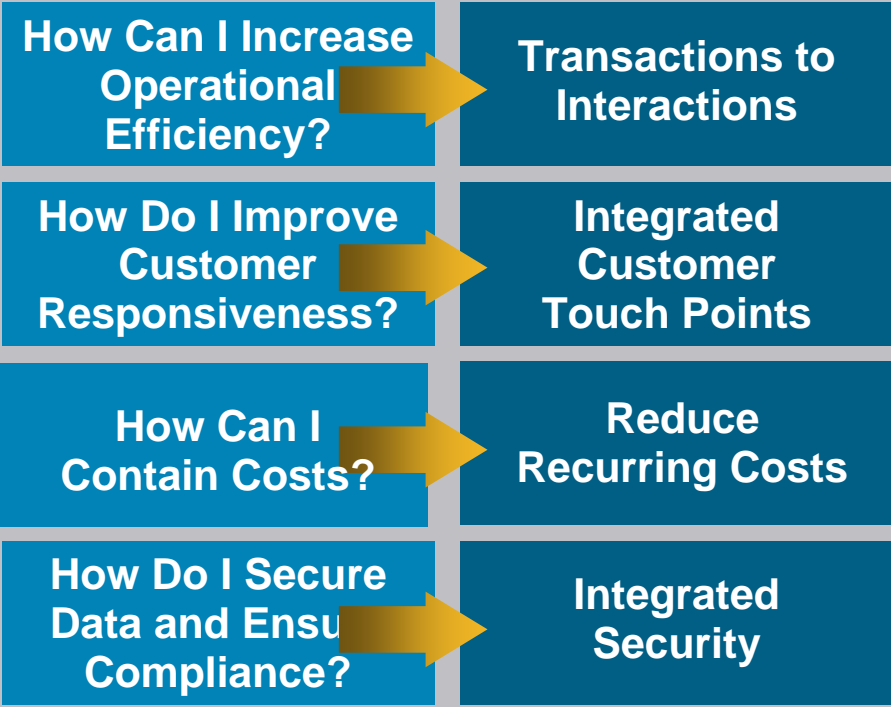 How Can I Increase
Operational
Efficiency?
Transactions to
Interactions
How Do I Improve
Customer
Responsiveness?
Integrated
Customer
Touch Points
How Can I
Contain Costs?
Reduce
Recurring Costs
How Do I Secure
Data and Ensu
Compliance?
Integrated
Security